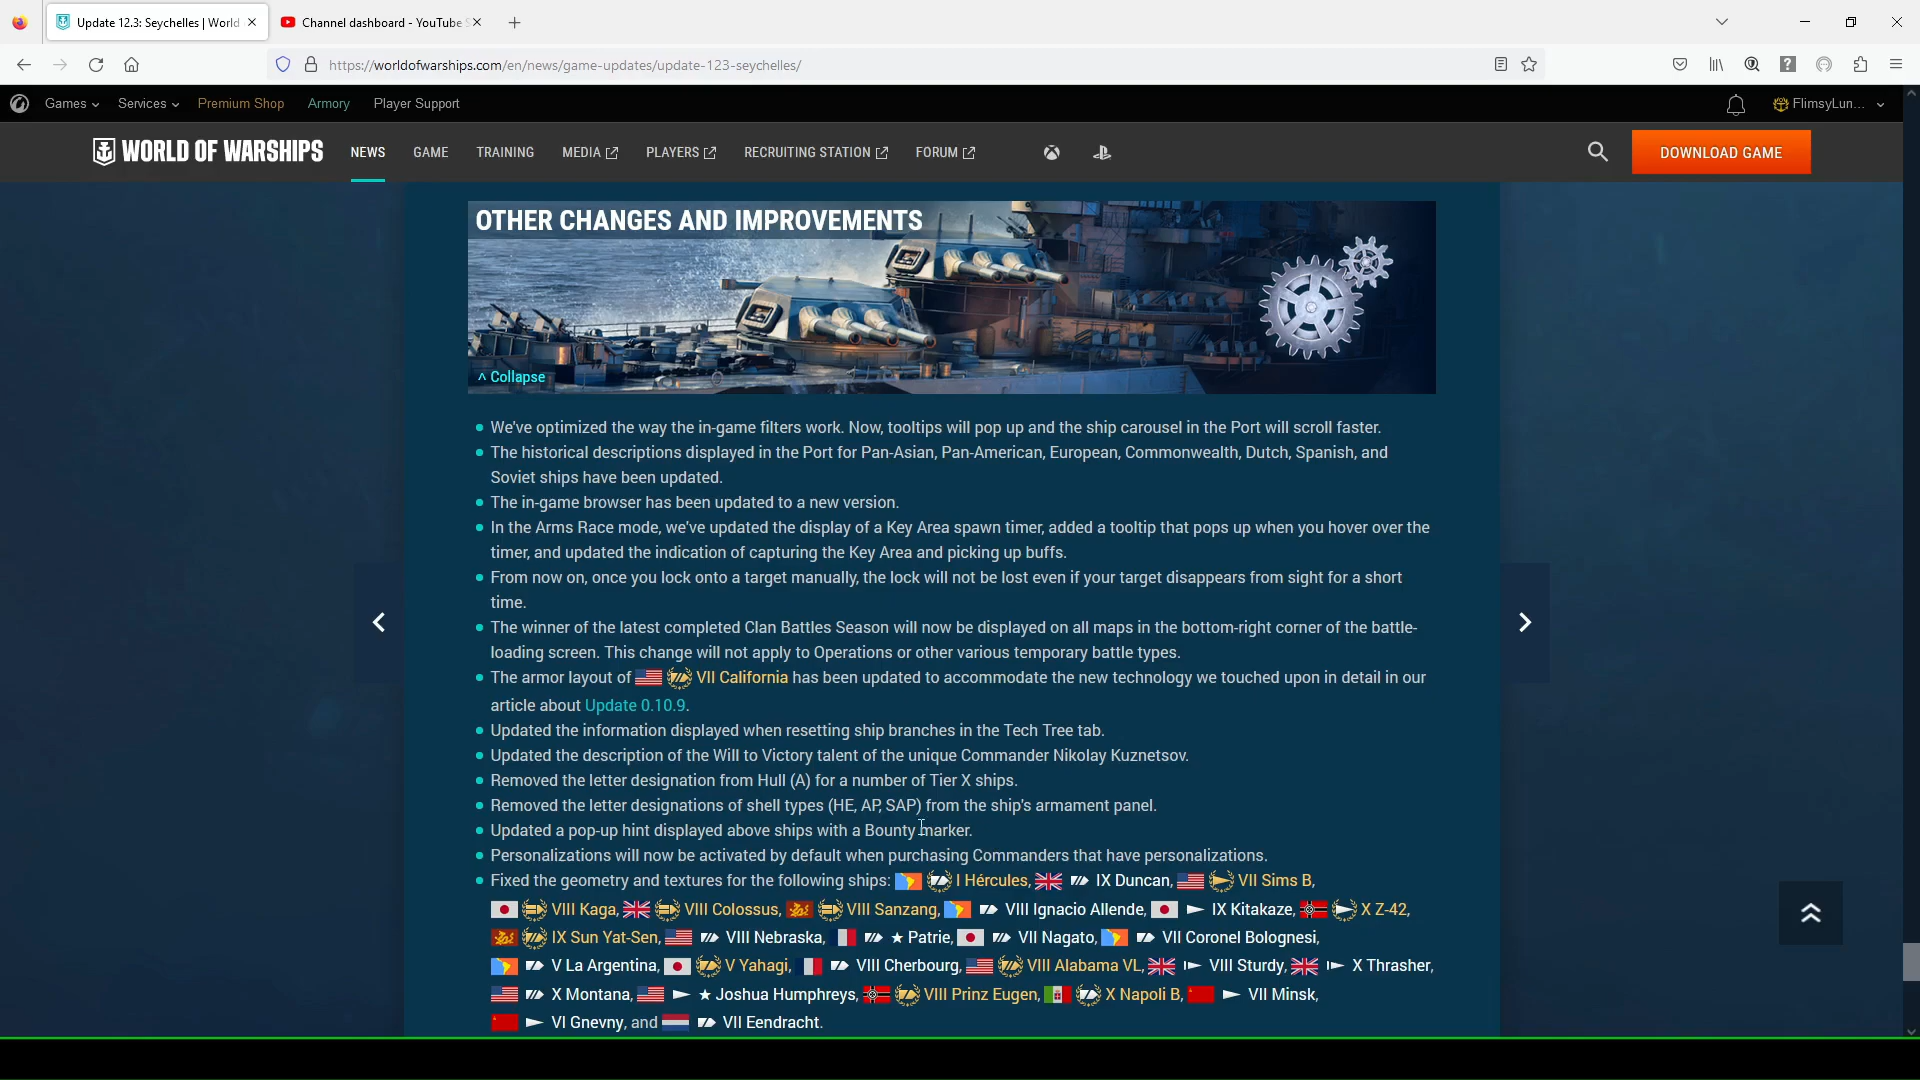 Update 12.3: Seychelles | World
Channel dashboard - YouTube S
https://worldofwarships.com/en/news/game-updates/update-123-seychelles/
Games Services Premium Shop Armory Player Support FlimsyLun...
WORLD OF WARSHIPS NEWS GAME TRAINING MEDIA PLAYERS RECRUITING STATION FORUM DOWNLOAD GAME
OTHER CHANGES AND IMPROVEMENTS
^ Collapse
We've optimized the way the in-game filters work. Now, tooltips will pop up and the ship carousel in the Port will scroll faster.
The historical descriptions displayed in the Port for Pan-Asian, Pan-American, European, Commonwealth, Dutch, Spanish, and
Soviet ships have been updated.
The in-game browser has been updated to a new version.
In the Arms Race mode, we've updated the display of a Key Area spawn timer, added a tooltip that pops up when you hover over the
timer, and updated the indication of capturing the Key Area and picking up buffs.
From now on, once you lock onto a target manually, the lock will not be lost even if your target disappears from sight for a short
time.
The winner of the latest completed Clan Battles Season will now be displayed on all maps in the bottom-right corner of the battle-
loading screen. This change will not apply to Operations or other various temporary battle types.
The armor layout of VII California has been updated to accommodate the new technology we touched upon in detail in our
article about Update 0.10.9.
Updated the information displayed when resetting ship branches in the Tech Tree tab.
Updated the description of the Will to Victory talent of the unique Commander Nikolay Kuznetsov.
Removed the letter designation from Hull (A) for a number of Tier X ships.
Removed the letter designations of shell types (HE, AP, SAP) from the ship's armament panel.
Updated a pop-up hint displayed above ships with a Bounty marker.
Personalizations will now be activated by default when purchasing Commanders that have personalizations.
Fixed the geometry and textures for the following ships: I Hércules, IX Duncan, VII Sims B,
VIII Kaga, VIII Colossus, VIII Sanzang, VIII Ignacio Allende, IX Kitakaze, X Z-42,
IX Sun Yat-Sen, VIII Nebraska, ★ Patrie, VII Nagato, VII Coronel Bolognesi,
V La Argentina, V Yahagi, VIII Cherbourg, VIII Alabama VL, VIII Sturdy, X Thrasher,
X Montana, ★ Joshua Humphreys, VIII Prinz Eugen, X Napoli B, VII Minsk,
VI Gnevny, and VII Eendracht.